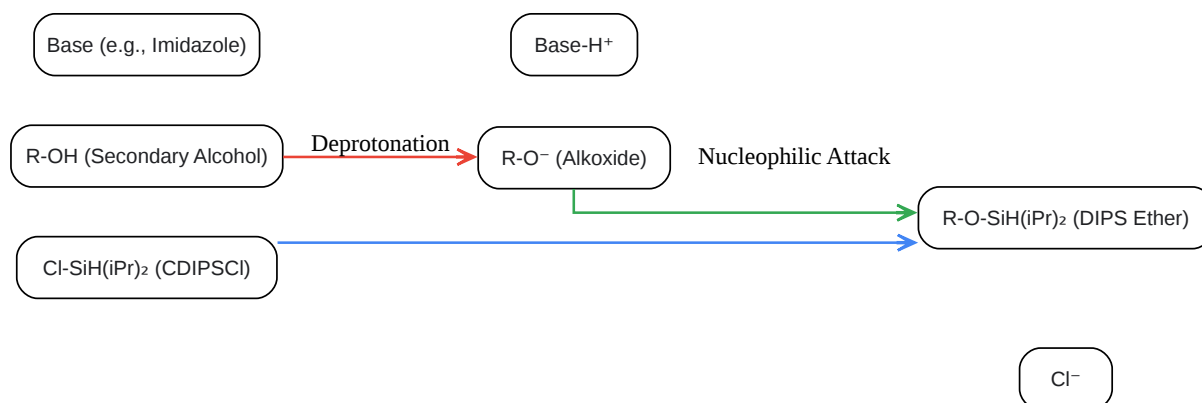 Base (e.g., Imidazole)
Base-H⁺
R-OH (Secondary Alcohol)
Deprotonation
R-O⁻ (Alkoxide)
Nucleophilic Attack
R-O-SiH(iPr)₂ (DIPS Ether)
Cl-SiH(iPr)₂ (CDIPSCl)
Cl⁻